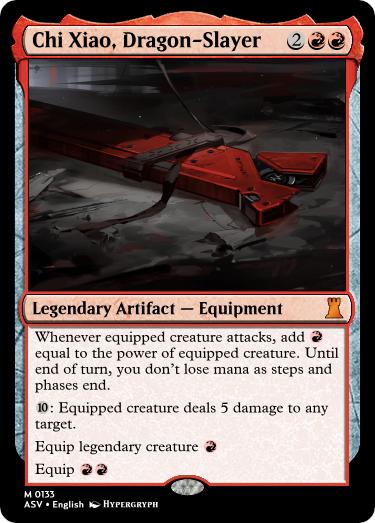 Chi Xiao, Dragon-Slayer 2
Legendary Artifact — Equipment
Whenever equipped creature attacks, add
equal to the power of equipped creature. Until
end of turn, you don't lose mana as steps and
phases end.
10: Equipped creature deals 5 damage to any
target.
Equip legendary creature
Equip
M 0133
ASV • English HYPERGRYPH